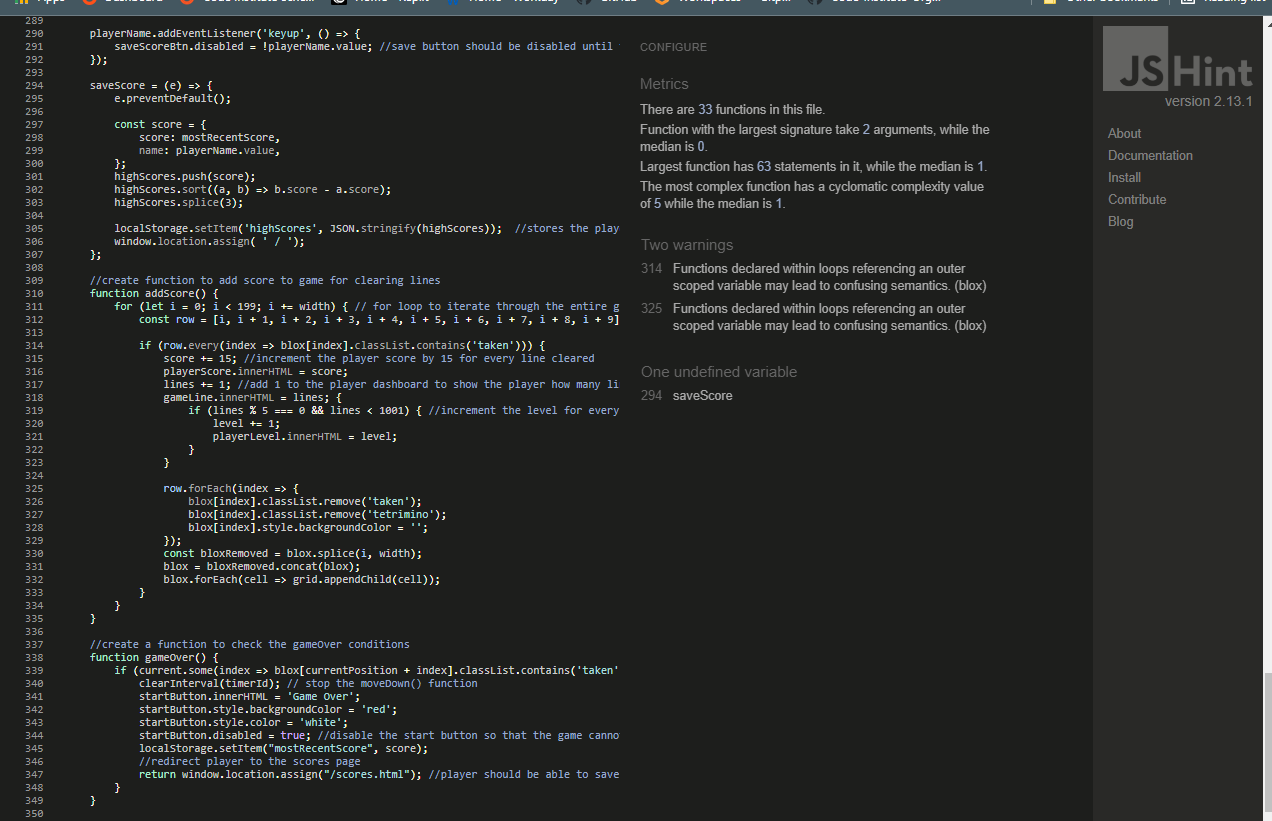 289
290 playerName.addEventListener('keyup', () => {
291 saveScoreBtn.disabled = !playerName.value; //save button should be disabled until
292 });
293
294 saveScore = (e) => {
295 e.preventDefault();
296
297 const score = {
298 score: mostRecentScore,
299 name: playerName.value,
300 };
301 highScores.push(score);
302 highScores.sort((a, b) => b.score - a.score);
303 highScores.splice(3);
304
305 localStorage.setItem('highScores', JSON.stringify(highScores)); //stores the play
306 window.location.assign( ' / ');
307 };
308
309 //create function to add score to game for clearing lines
310 function addScore() {
311 for (let i = 0; i < 199; i += width) { // for loop to iterate through the entire g
312 const row = [i, i + 1, i + 2, i + 3, i + 4, i + 5, i + 6, i + 7, i + 8, i + 9]
313
314 if (row.every(index => blox[index].classList.contains('taken'))) {
315 score += 15; //increment the player score by 15 for every line cleared
316 playerScore.innerHTML = score;
317 lines += 1; //add 1 to the player dashboard to show the player how many li
318 gameLine.innerHTML = lines; {
319 if (lines % 5 === 0 && lines < 1001) { //increment the level for every
320 level += 1;
321 playerLevel.innerHTML = level;
322 }
323 }
324
325 row.forEach(index => {
326 blox[index].classList.remove('taken');
327 blox[index].classList.remove('tetrimino');
328 blox[index].style.backgroundColor = '';
329 });
330 const bloxRemoved = blox.splice(i, width);
331 blox = bloxRemoved.concat(blox);
332 blox.forEach(cell => grid.appendChild(cell));
333 }
334 }
335 }
336
337 //create a function to check the gameOver conditions
338 function gameOver() {
339 if (current.some(index => blox[currentPosition + index].classList.contains('taken'
340 clearInterval(timerId); // stop the moveDown() function
341 startButton.innerHTML = 'Game Over';
342 startButton.style.backgroundColor = 'red';
343 startButton.style.color = 'white';
344 startButton.disabled = true; //disable the start button so that the game canno
345 localStorage.setItem("mostRecentScore", score);
346 //redirect player to the scores page
347 return window.location.assign("/scores.html"); //player should be able to save
348 }
349 }
350
CONFIGURE
Metrics
There are 33 functions in this file.
Function with the largest signature take 2 arguments, while the
median is 0.
Largest function has 63 statements in it, while the median is 1.
The most complex function has a cyclomatic complexity value
of 5 while the median is 1.
Two warnings
314 Functions declared within loops referencing an outer
scoped variable may lead to confusing semantics. (blox)
325 Functions declared within loops referencing an outer
scoped variable may lead to confusing semantics. (blox)
One undefined variable
294 saveScore
JSHint
version 2.13.1
About
Documentation
Install
Contribute
Blog